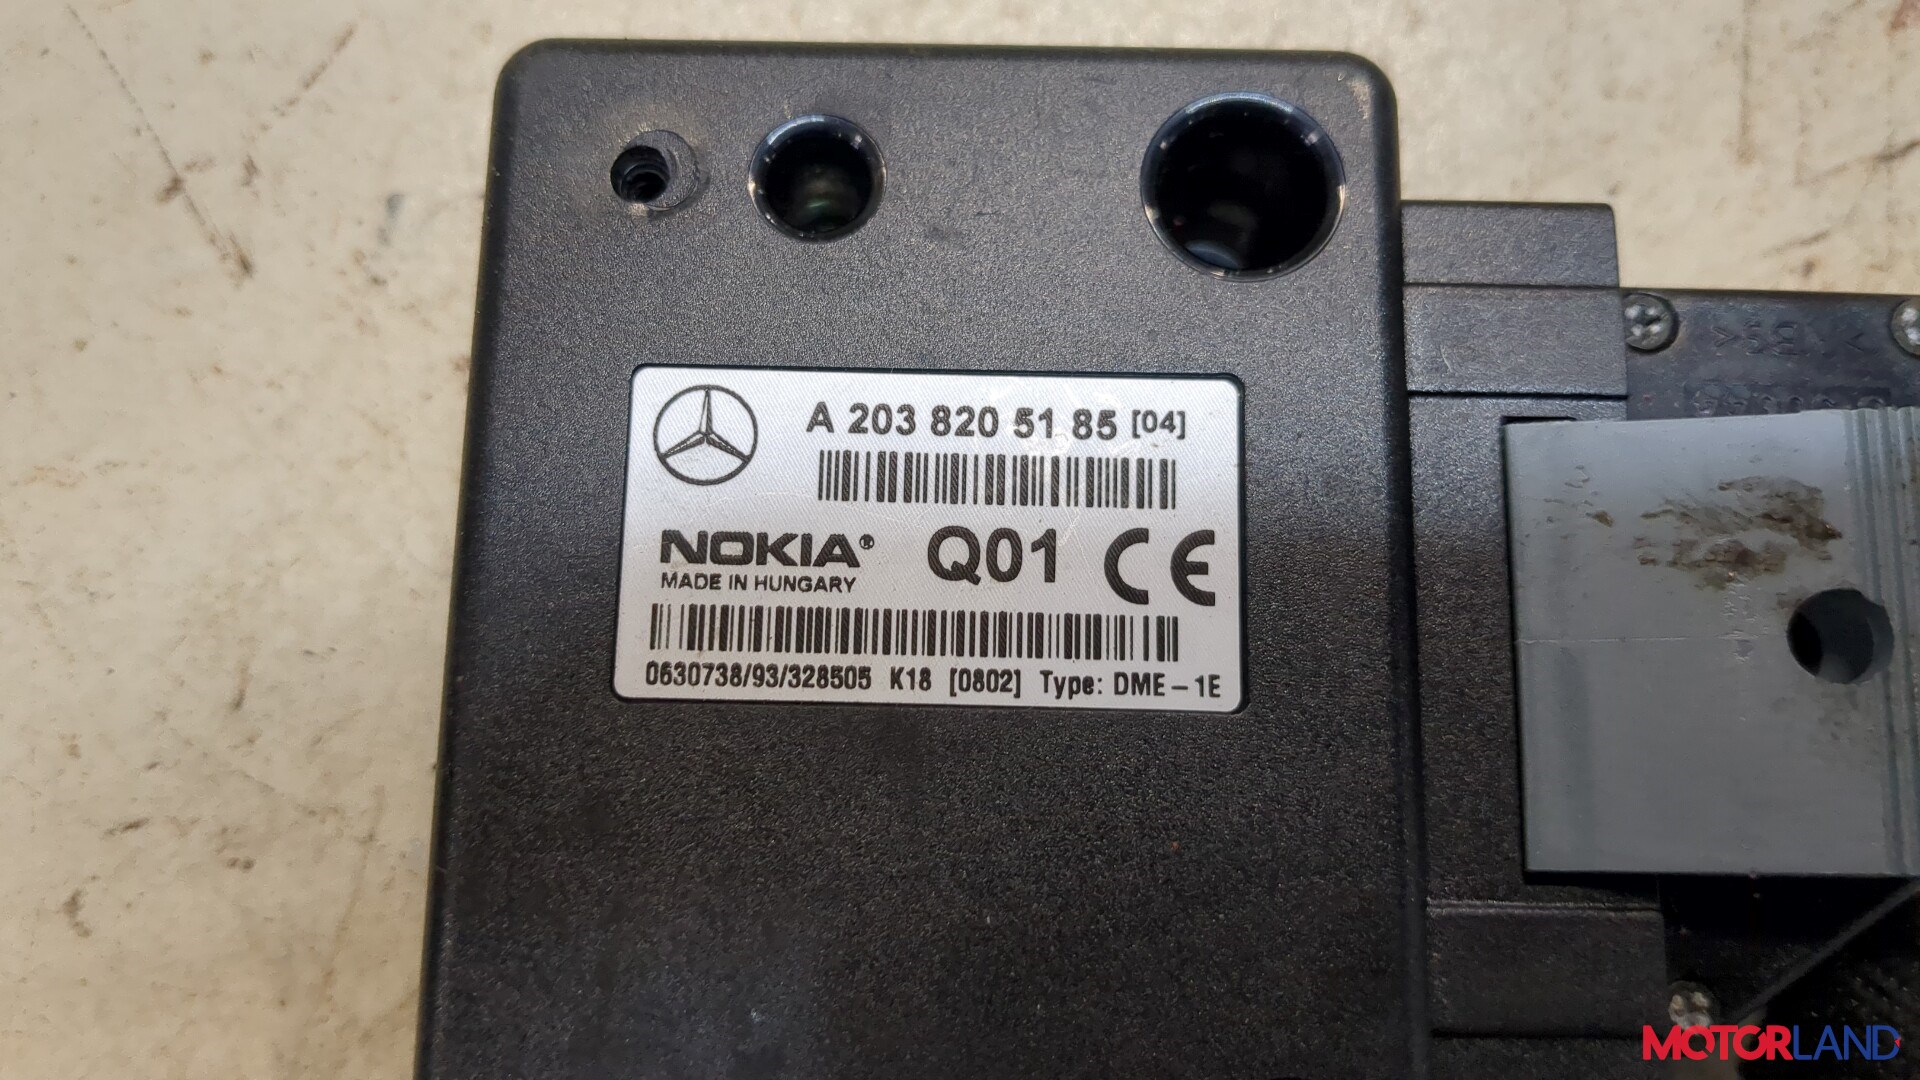 A 203 820 51 85 [04]
NOKIA® Q01 CE
MADE IN HUNGARY
0630738/93/328505 K18 [0802] Type: DME-1E
>ABS<
MOTORLAND